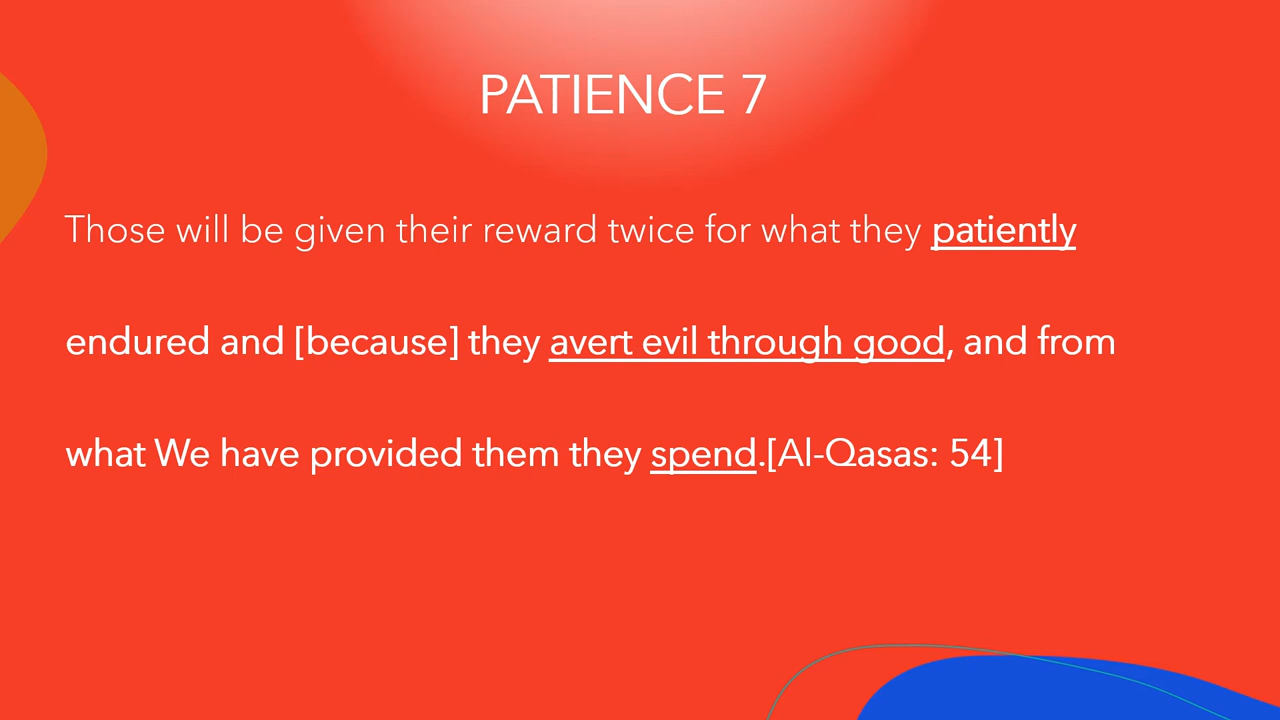 PATIENCE 7
Those will be given their reward twice for what they patiently
endured and [because] they avert evil through good, and from
what We have provided them they spend.[Al-Qasas: 54]